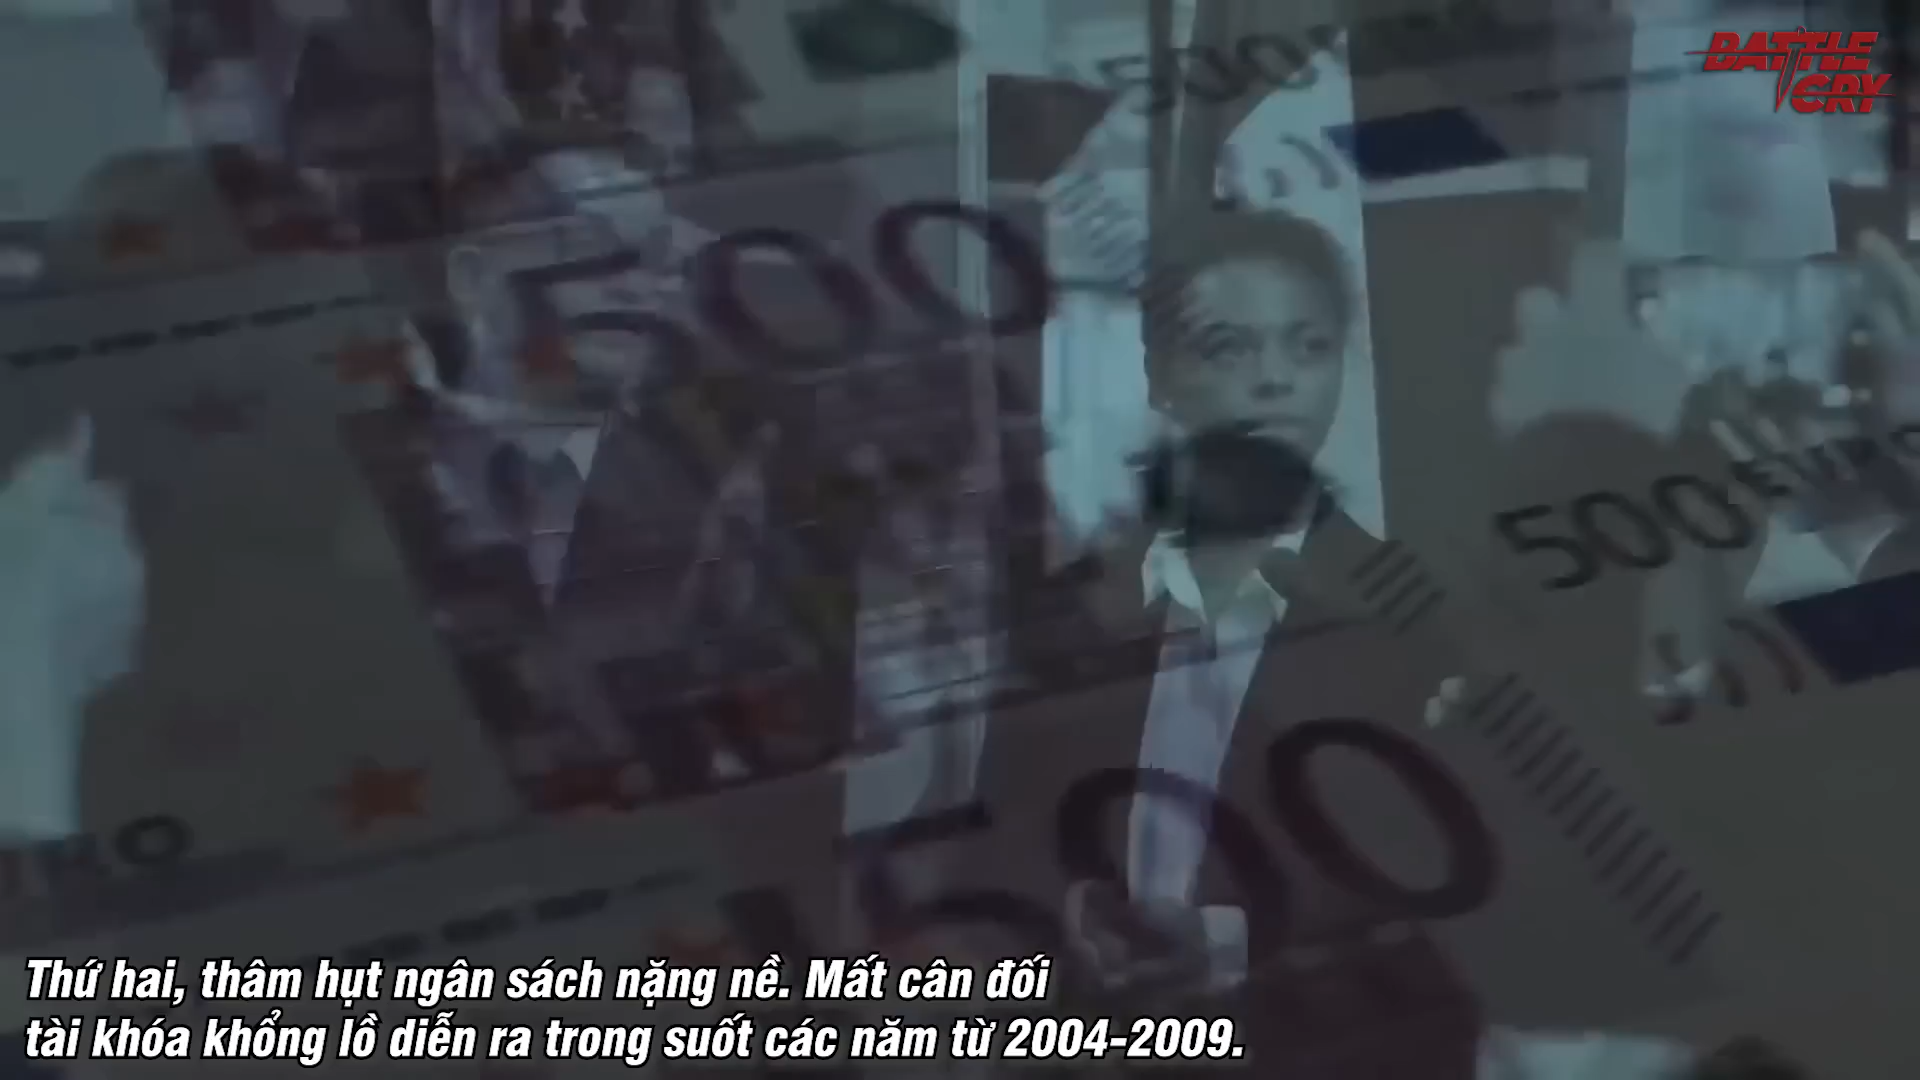 BATTLE
CRY
500
500
500
500
Thứ hai, thâm hụt ngân sách nặng nề. Mất cân đối
tài khóa khổng lồ diễn ra trong suốt các năm từ 2004-2009.